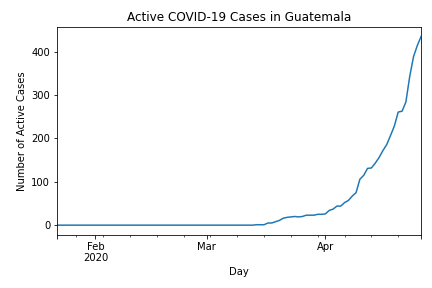 Active COVID-19 Cases in Guatemala
Number of Active Cases
400
300
200
100
0
Feb
2020
Mar
Apr
Day